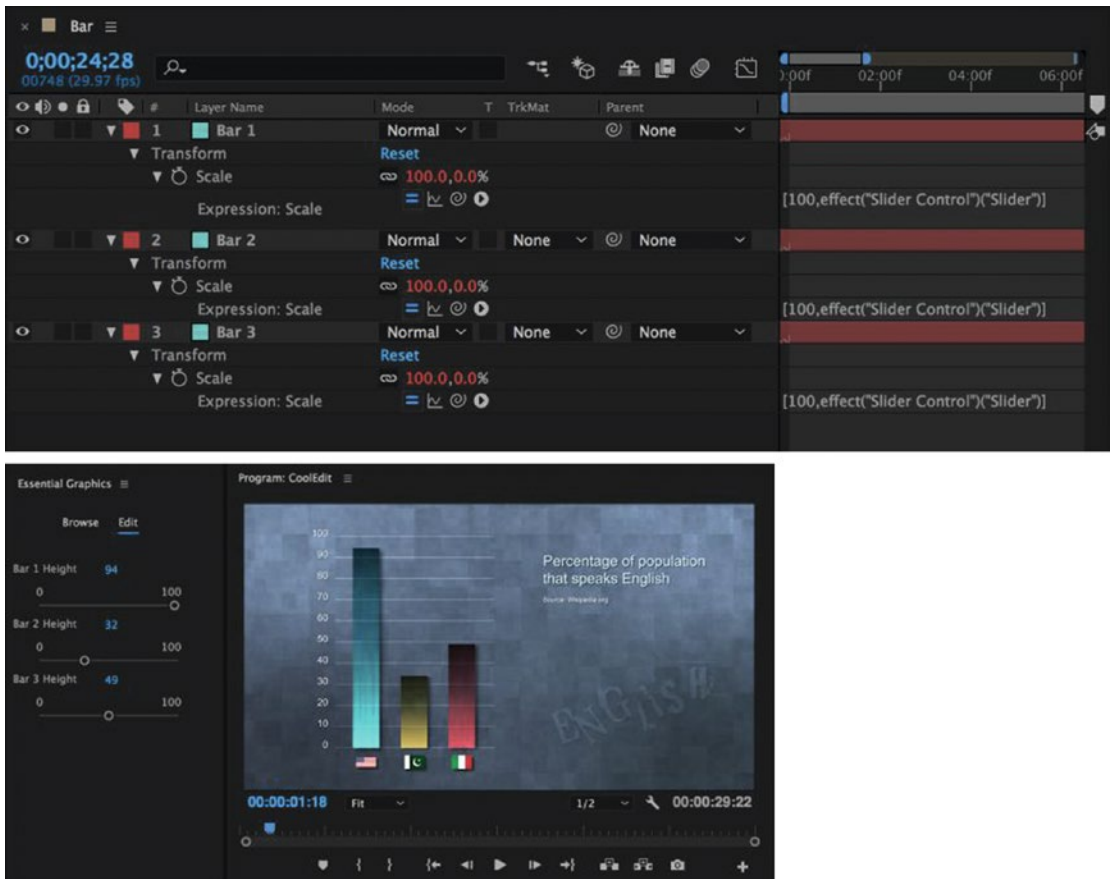 × Bar ≡
0;00;24;28
00748 (29.97 fps)
):00f 02:00f 04:00f 06:00f
# Layer Name Mode T TrkMat Parent
1 Bar 1 Normal None
Transform Reset
Scale 100.0,0.0%
Expression: Scale [100,effect("Slider Control")("Slider")]
2 Bar 2 Normal None None
Transform Reset
Scale 100.0,0.0%
Expression: Scale [100,effect("Slider Control")("Slider")]
3 Bar 3 Normal None None
Transform Reset
Scale 100.0,0.0%
Expression: Scale [100,effect("Slider Control")("Slider")]
Essential Graphics
Browse Edit
Bar 1 Height 94
0 100
Bar 2 Height 32
0 100
Bar 3 Height 49
0 100
Program: CoolEdit
100
90
80
70
60
50
40
30
20
10
0
Percentage of population
that speaks English
Source: Wikipedia.org
ENGLISH
00:00:01:18 Fit 1/2 00:00:29:22